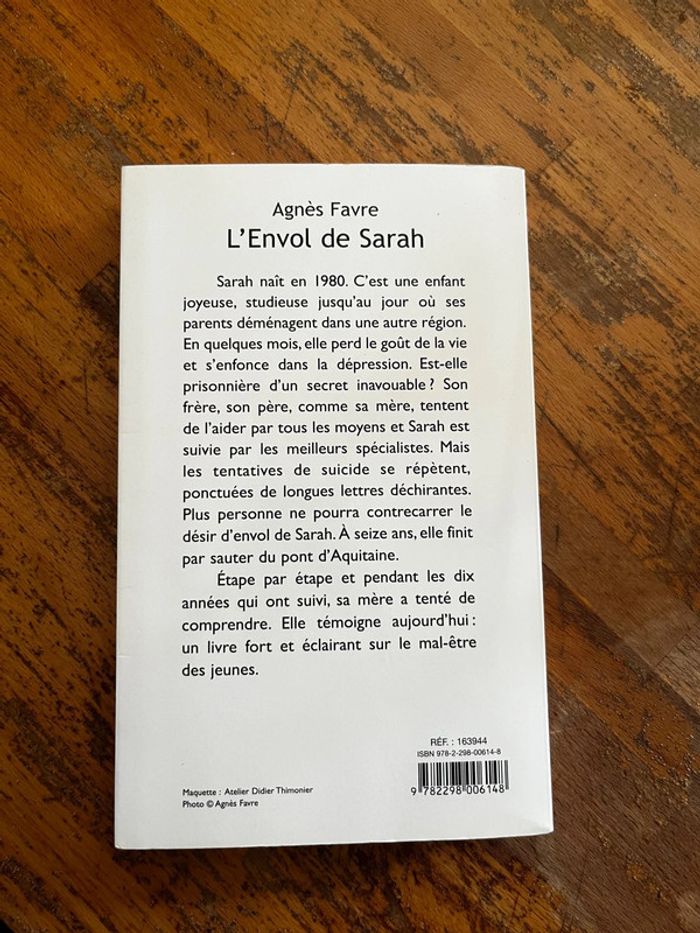 Agnès Favre
L'Envol de Sarah
Sarah naît en 1980. C'est une enfant
joyeuse, studieuse jusqu'au jour où ses
parents déménagent dans une autre région.
En quelques mois, elle perd le goût de la vie
et s'enfonce dans la dépression. Est-elle
prisonnière d'un secret inavouable ? Son
frère, son père, comme sa mère, tentent
de l'aider par tous les moyens et Sarah est
suivie par les meilleurs spécialistes. Mais
les tentatives de suicide se répètent,
ponctuées de longues lettres déchirantes.
Plus personne ne pourra contrecarrer le
désir d'envol de Sarah. À seize ans, elle finit
par sauter du pont d'Aquitaine.
Étape par étape et pendant les dix
années qui ont suivi, sa mère a tenté de
comprendre. Elle témoigne aujourd'hui :
un livre fort et éclairant sur le mal-être
des jeunes.
RÉF. : 163944
ISBN 978-2-298-00614-8
9 782298 006148
Maquette : Atelier Didier Thimonier
Photo © Agnès Favre